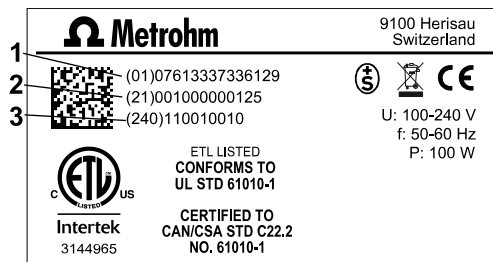 Metrohm
9100 Herisau
Switzerland
1
(01)07613337336129
2
(21)001000000125
3
(240)110010010
U: 100-240 V
f: 50-60 Hz
P: 100 W
ETL LISTED
CONFORMS TO
UL STD 61010-1
CERTIFIED TO
CAN/CSA STD C22.2
NO. 61010-1
ETL
LISTED
C US
Intertek
3144965
S
CE